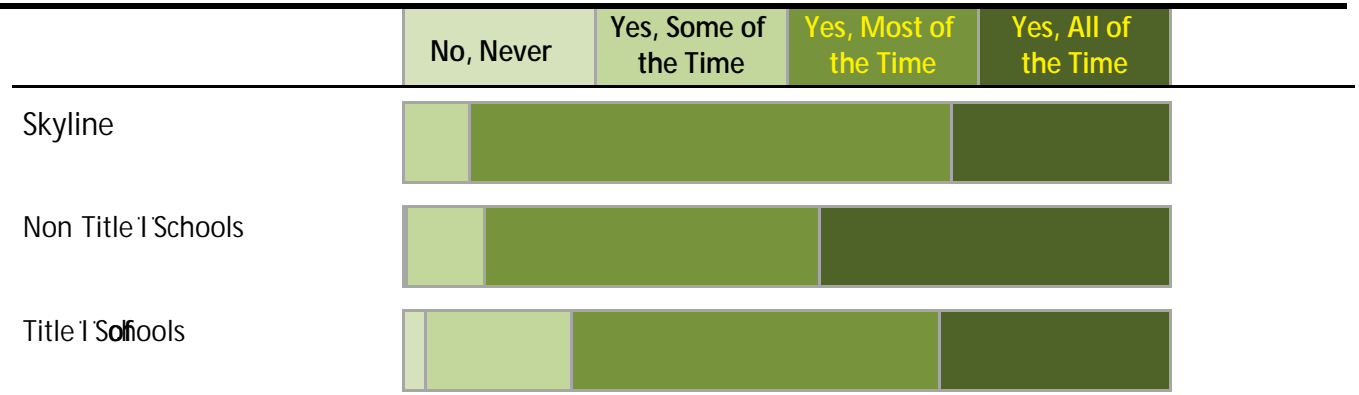 No, Never
Yes, Some of
the Time
Yes, Most of
the Time
Yes, All of
the Time
Skyline
Non Title I Schools
Title I